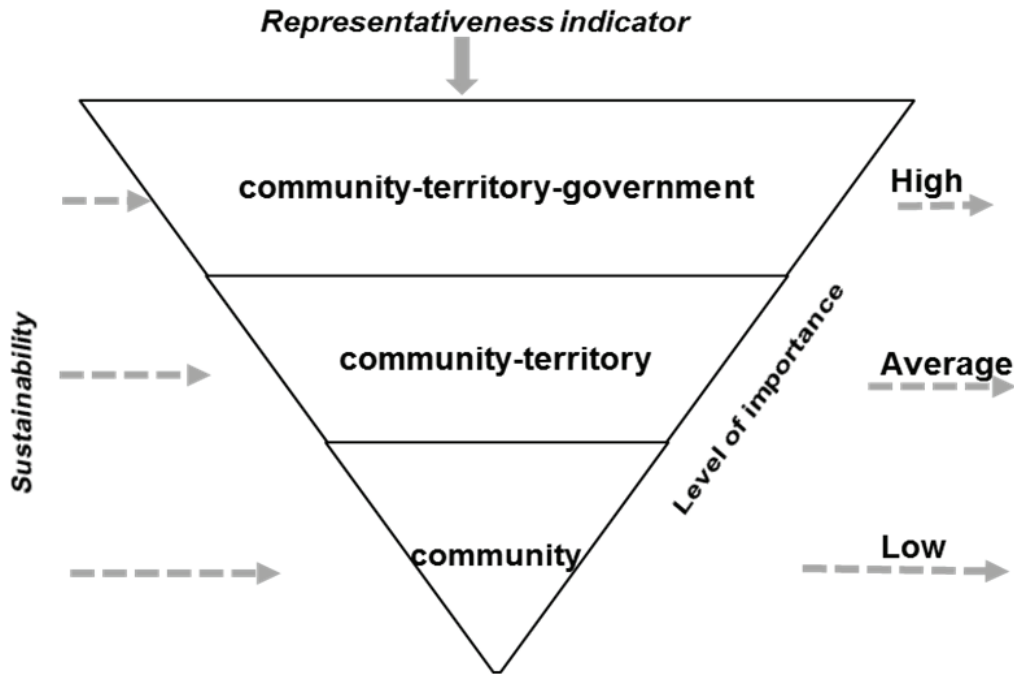 Representativeness indicator
community-territory-government
High
Sustainability
community-territory
Level of importance
Average
community
Low